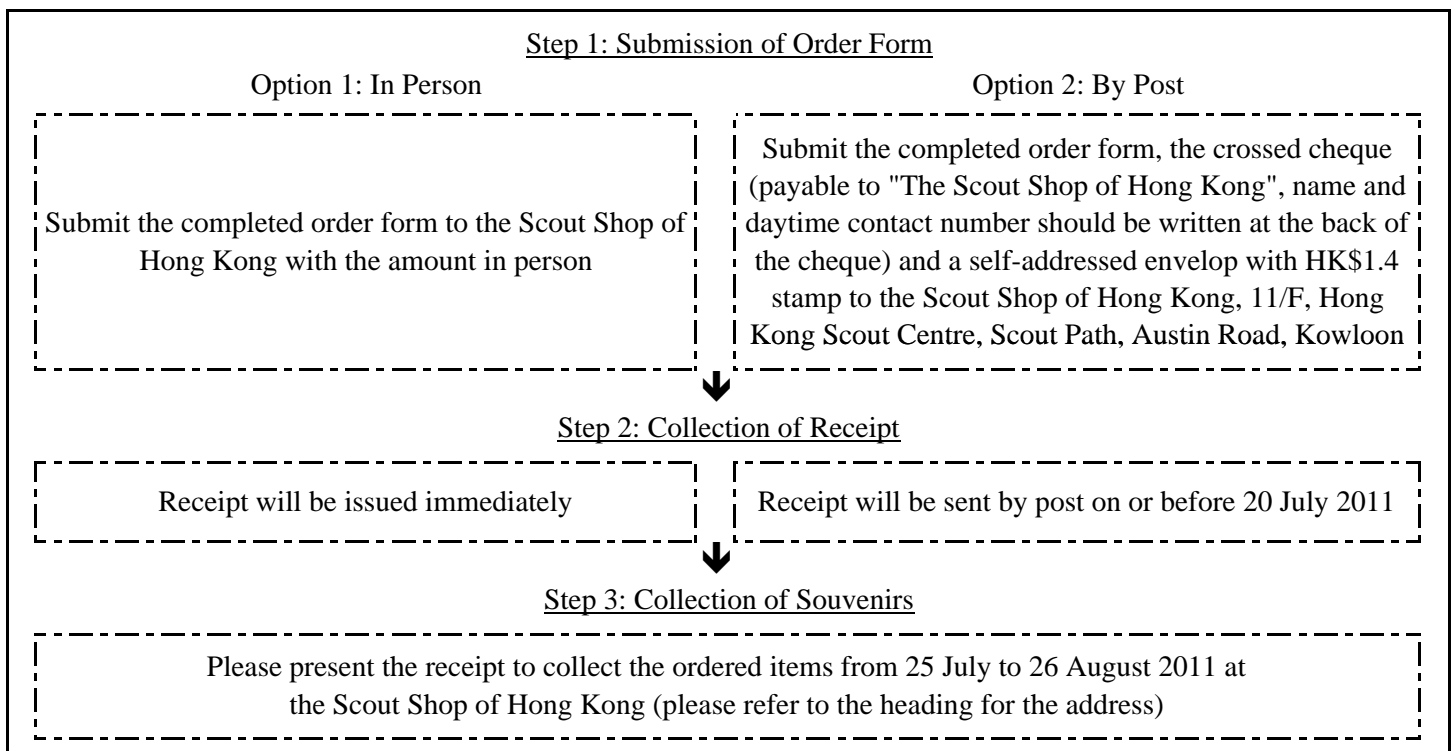 Step 1: Submission of Order Form
Option 1: In Person
Submit the completed order form to the Scout Shop of
Hong Kong with the amount in person
Option 2: By Post
Submit the completed order form, the crossed cheque
(payable to "The Scout Shop of Hong Kong", name and
daytime contact number should be written at the back of
the cheque) and a self-addressed envelop with HK$1.4
stamp to the Scout Shop of Hong Kong, 11/F, Hong
Kong Scout Centre, Scout Path, Austin Road, Kowloon
Step 2: Collection of Receipt
Receipt will be issued immediately
Receipt will be sent by post on or before 20 July 2011
Step 3: Collection of Souvenirs
Please present the receipt to collect the ordered items from 25 July to 26 August 2011 at
the Scout Shop of Hong Kong (please refer to the heading for the address)